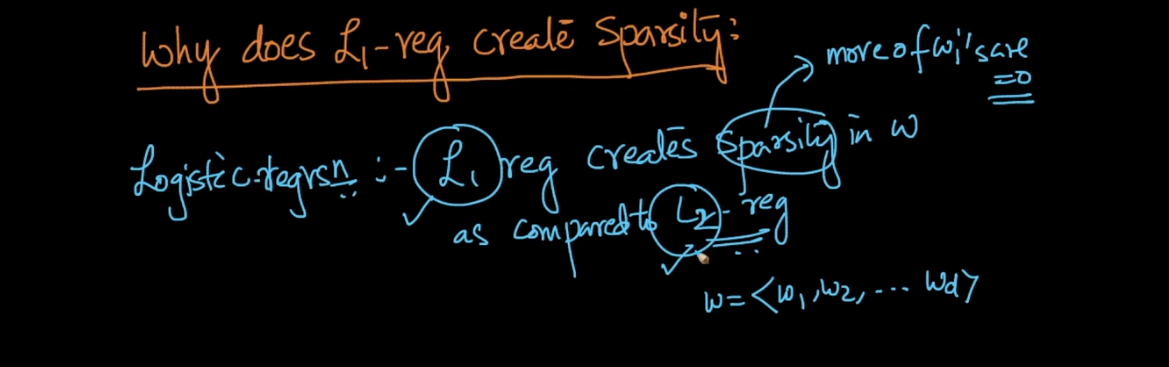 Why does L1-reg create Sparsity:
more of wi's are
=0
Logistic-regrsn :- L1 reg creates Sparsity in w
as compared to L2-reg
w = <w1, w2, ... wd>